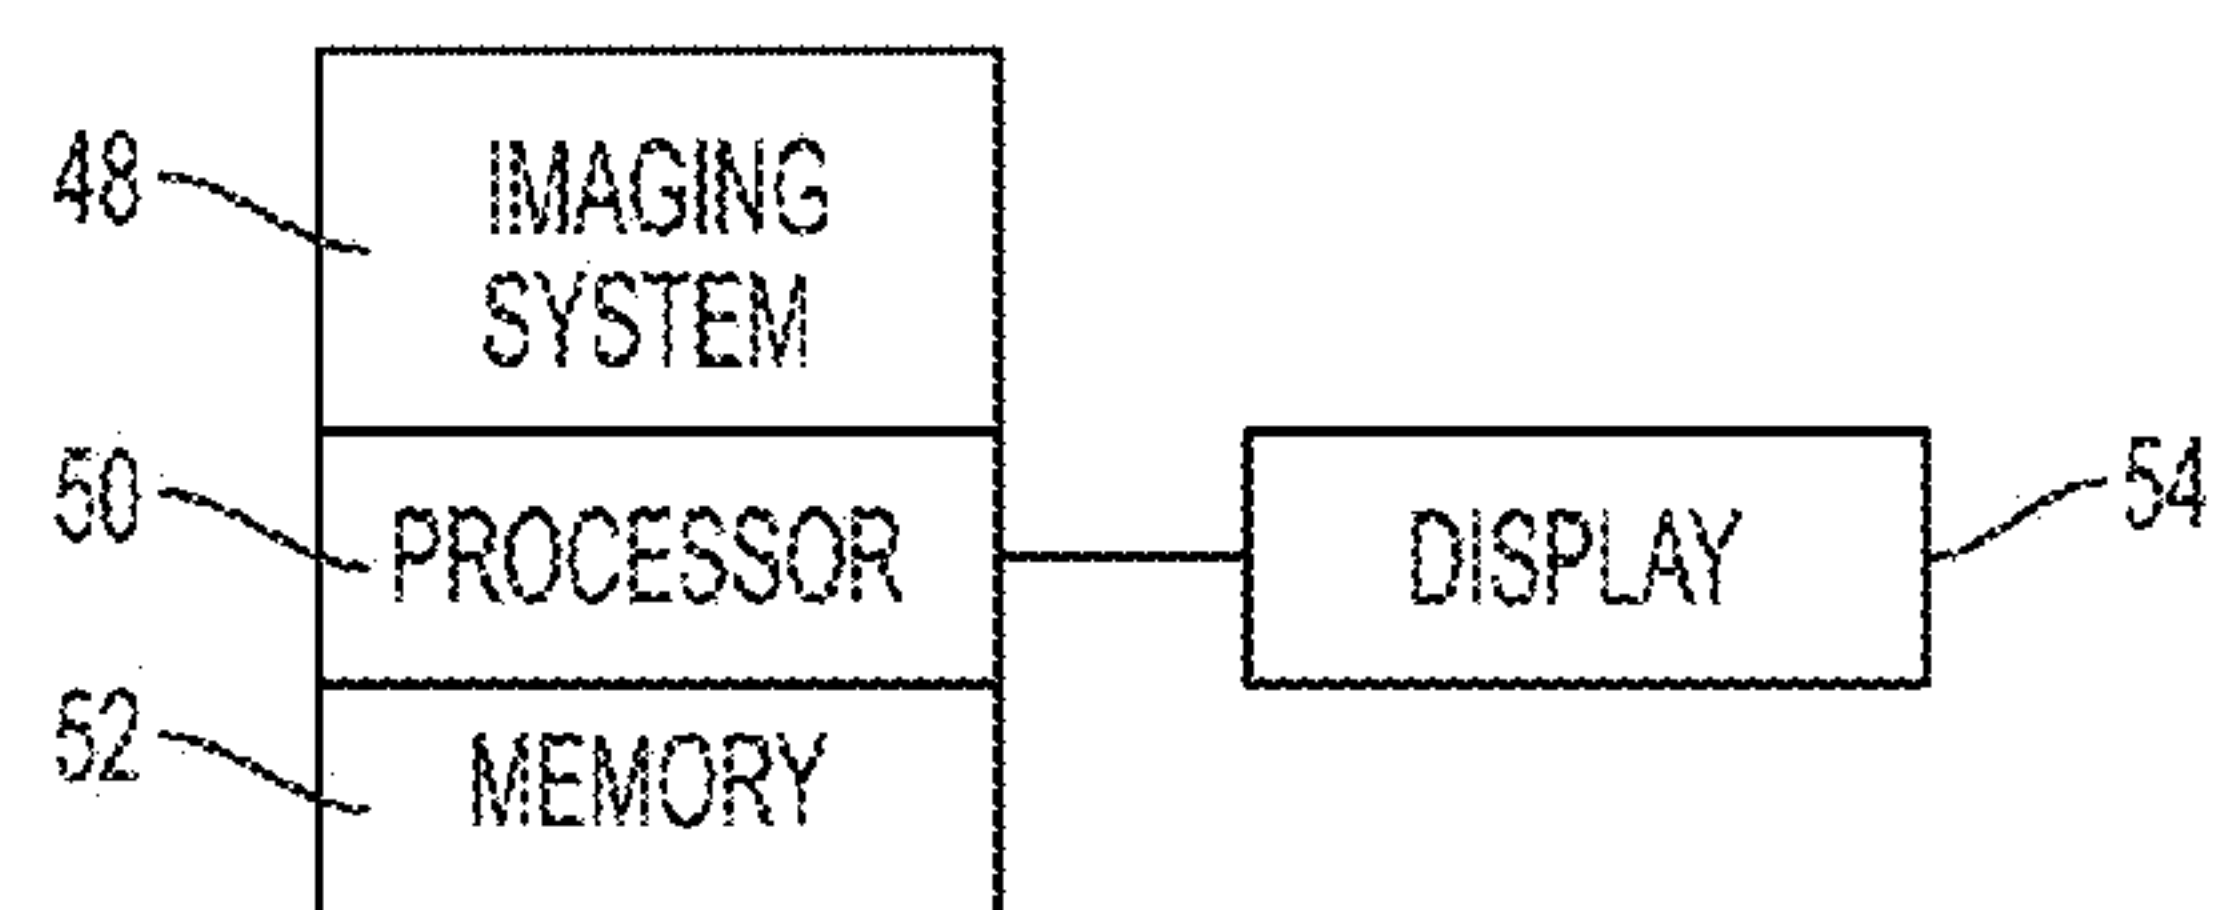 48
IMAGING
SYSTEM
50
PROCESSOR
DISPLAY
54
52
MEMORY